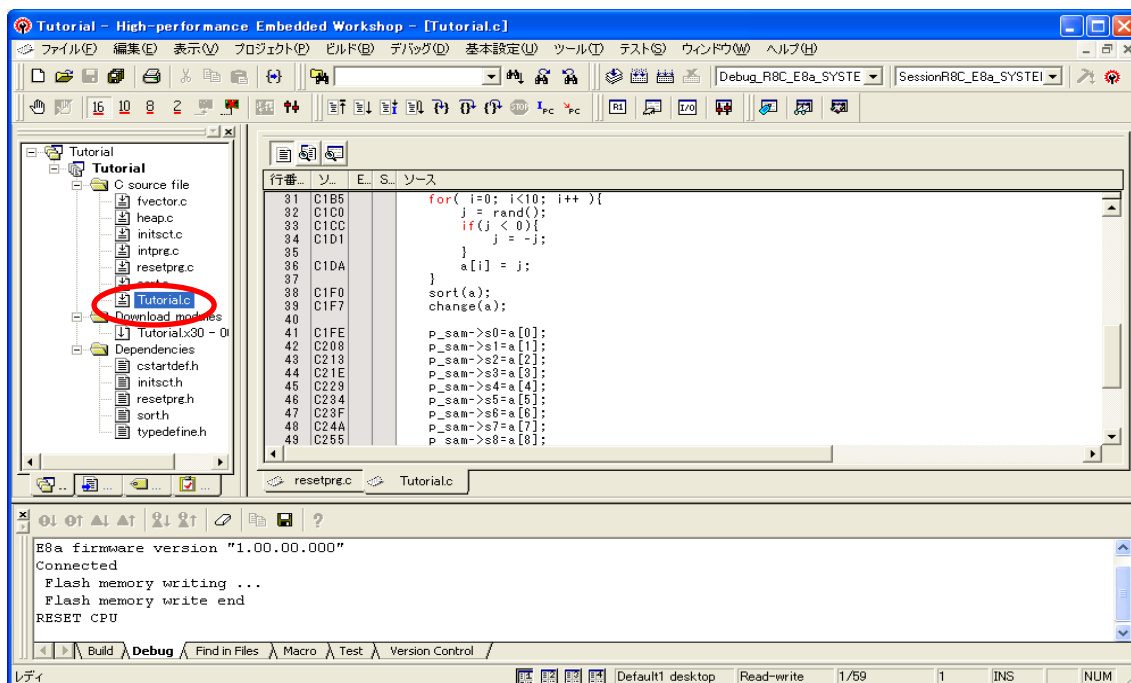 Tutorial - High-performance Embedded Workshop - [Tutorial.c]
ファイル(F) 編集(E) 表示(V) プロジェクト(P) ビルド(B) デバッグ(D) 基本設定(U) ツール(T) テスト(S) ウィンドウ(W) ヘルプ(H)
Debug_R8C_E8a_SYSTE SessionR8C_E8a_SYSTEI
16 10 8 2
Tutorial
Tutorial
C source file
fvector.c
heap.c
initsct.c
intprg.c
resetprg.c
sort.c
Tutorial.c
Download modules
Tutorial.x30 - 0
Dependencies
cstartdef.h
initsct.h
resetprg.h
sort.h
typedefine.h
行番... ソ... E... S... ソース
31 C1B5 for( i=0; i<10; i++ ){
32 C1C0 j = rand();
33 C1CC if(j < 0){
34 C1D1 j = -j;
35 }
36 C1DA a[i] = j;
37 }
38 C1F0 sort(a);
39 C1F7 change(a);
40
41 C1FE p_sam->s0=a[0];
42 C208 p_sam->s1=a[1];
43 C213 p_sam->s2=a[2];
44 C21E p_sam->s3=a[3];
45 C229 p_sam->s4=a[4];
46 C234 p_sam->s5=a[5];
47 C23F p_sam->s6=a[6];
48 C24A p_sam->s7=a[7];
49 C255 p_sam->s8=a[8];
resetprg.c Tutorial.c
E8a firmware version "1.00.00.000"
Connected
Flash memory writing ...
Flash memory write end
RESET CPU
Build Debug Find in Files Macro Test Version Control
レディ Default1 desktop Read-write 1/59 1 INS NUM